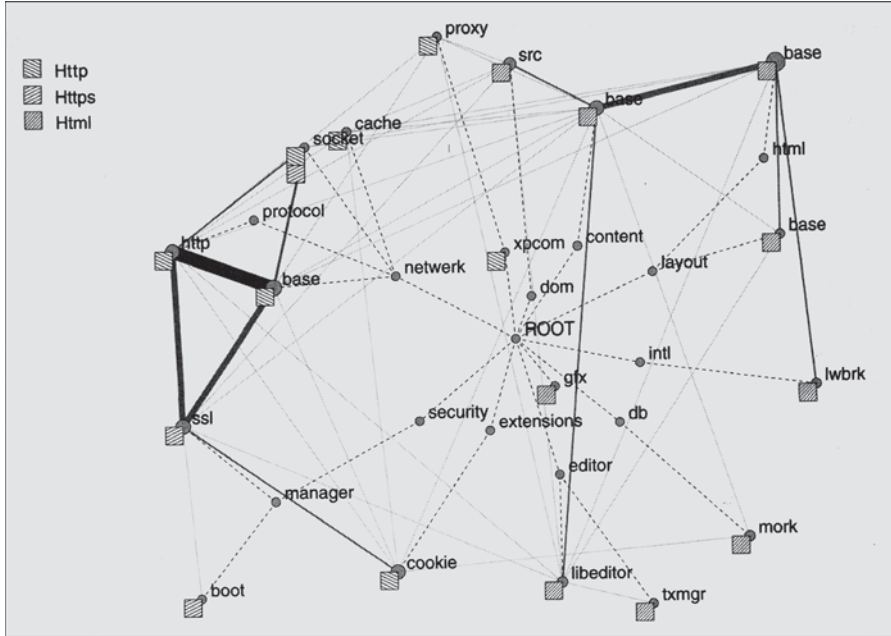 proxy
src
base
Http
Https
Html
base
cache
socket
html
protocol
http
xpcom
content
base
layout
base
netwerk
dom
ROOT
intl
gfx
lwbrk
ssl
security
extensions
db
editor
manager
mork
cookie
libeditor
boot
txmgr